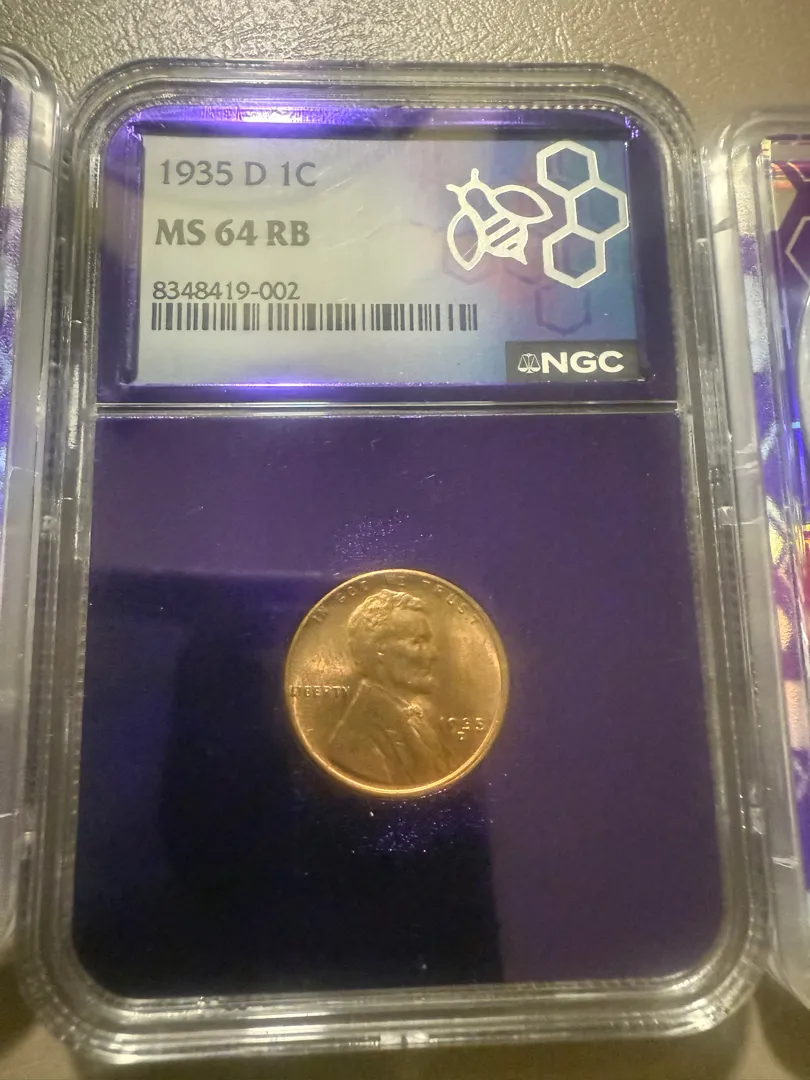 1935 D 1C
MS 64 RB
8348419-002
NGC
IN GOD WE TRUST
LIBERTY
1935
D